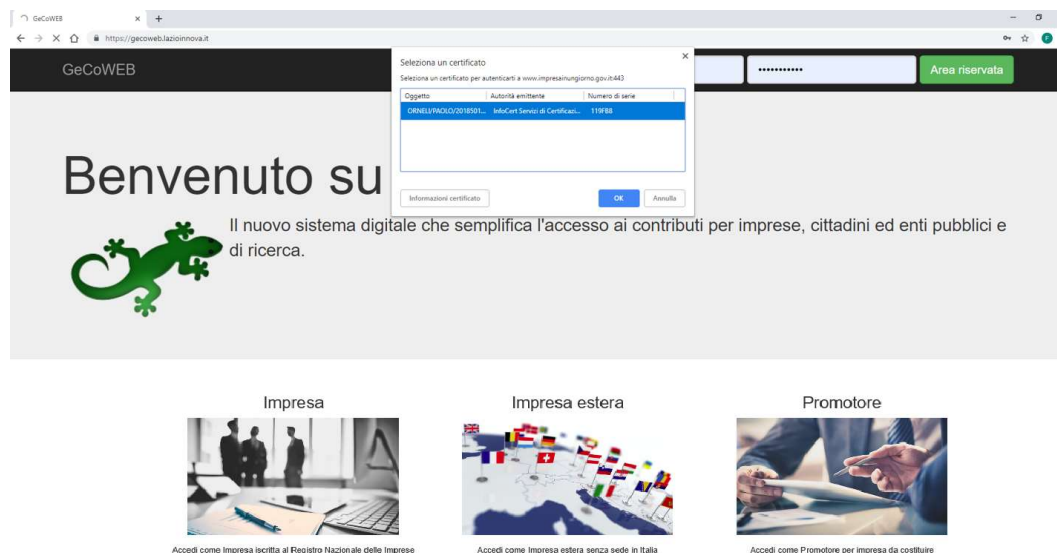 GeCoWEB
https://gecoweb.lazioinnova.it
GeCoWEB
Seleziona un certificato
Seleziona un certificato per autenticarti a www.impresainungiorno.gov.it:443
Oggetto Autorità emittente Numero di serie
ORNELI/PAOLO/2018501... InfoCert Servizi di Certificazi... 119FBB
Informazioni certificato OK Annulla
••••••••••• Area riservata
Benvenuto su
Il nuovo sistema digitale che semplifica l'accesso ai contributi per imprese, cittadini ed enti pubblici e
di ricerca.
Impresa Impresa estera Promotore
Accedi come Impresa iscritta al Registro Nazionale delle Imprese Accedi come Impresa estera senza sede in Italia Accedi come Promotore per impresa da costituire